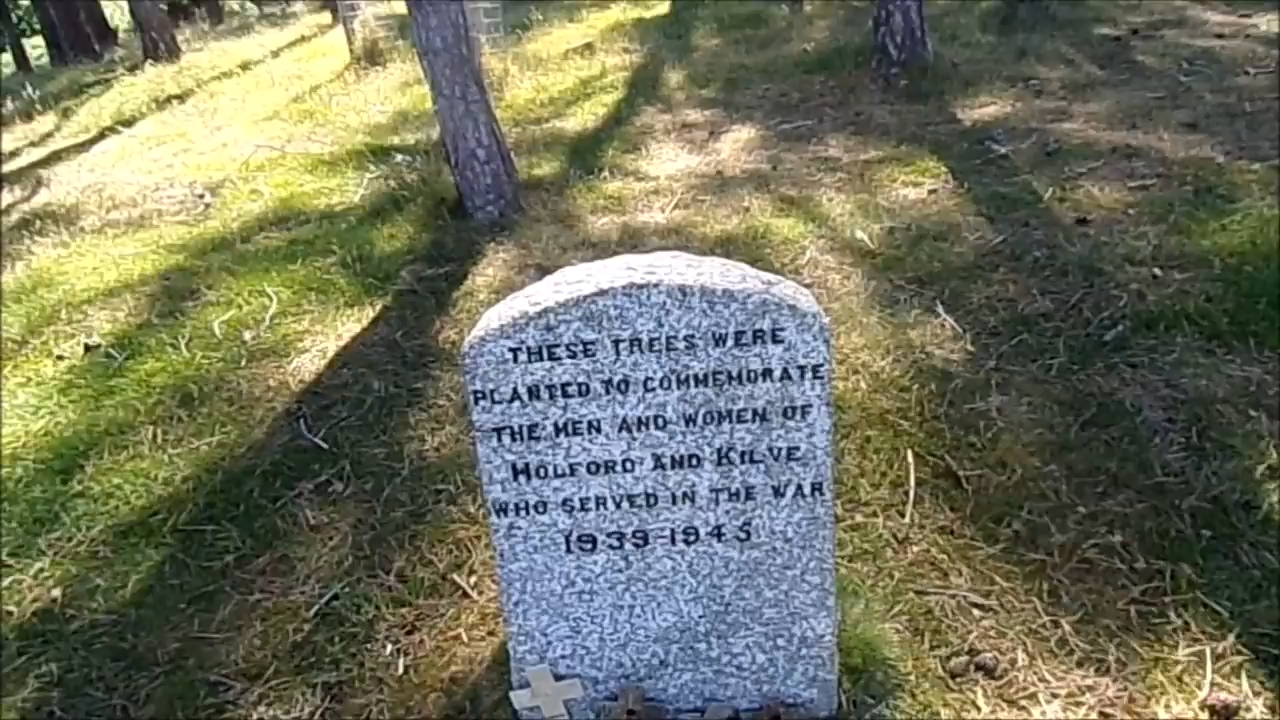 THESE TREES WERE
PLANTED TO COMMEMORATE
THE MEN AND WOMEN OF
HOLFORD AND KILVE
WHO SERVED IN THE WAR
1939-1945